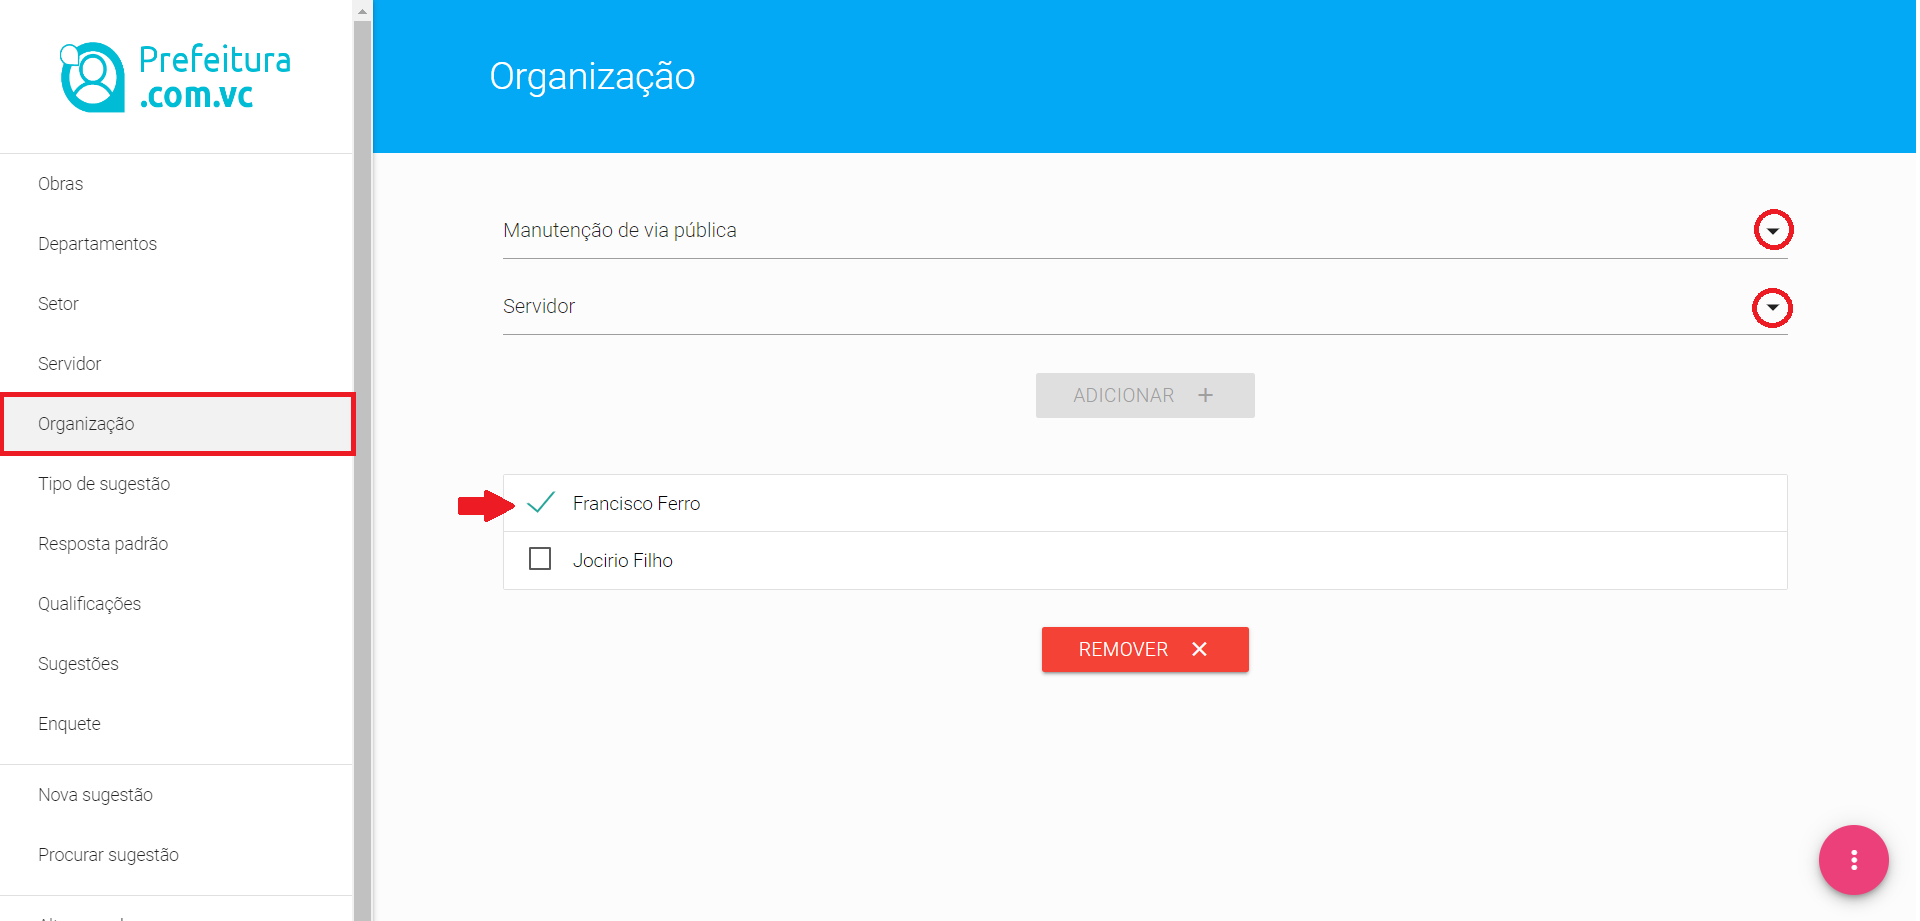 Prefeitura
.com.vc
Obras
Departamentos
Setor
Servidor
Organização
Tipo de sugestão
Resposta padrão
Qualificações
Sugestões
Enquete
Nova sugestão
Procurar sugestão
Organização
Manutenção de via pública
Servidor
ADICIONAR +
Francisco Ferro
Jocirio Filho
REMOVER